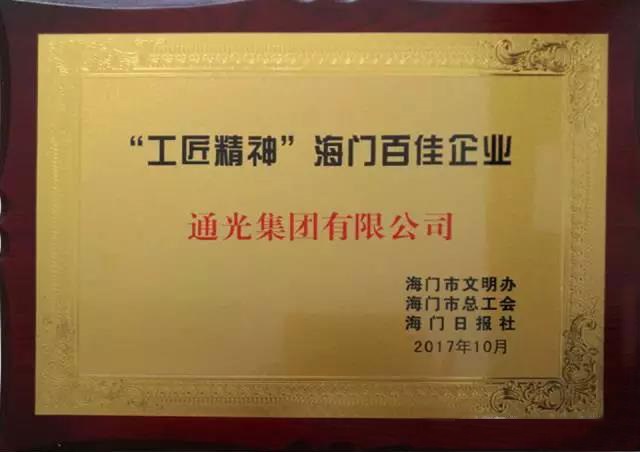 “工匠精神”海门百佳企业
通光集团有限公司
海门市文明办
海门市总工会
海门日报社
2017年10月